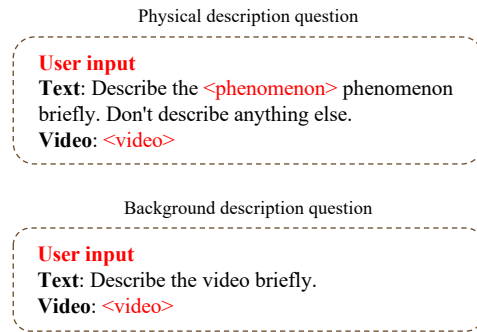 Physical description question
User input
Text: Describe the <phenomenon> phenomenon
briefly. Don't describe anything else.
Video: <video>
Background description question
User input
Text: Describe the video briefly.
Video: <video>